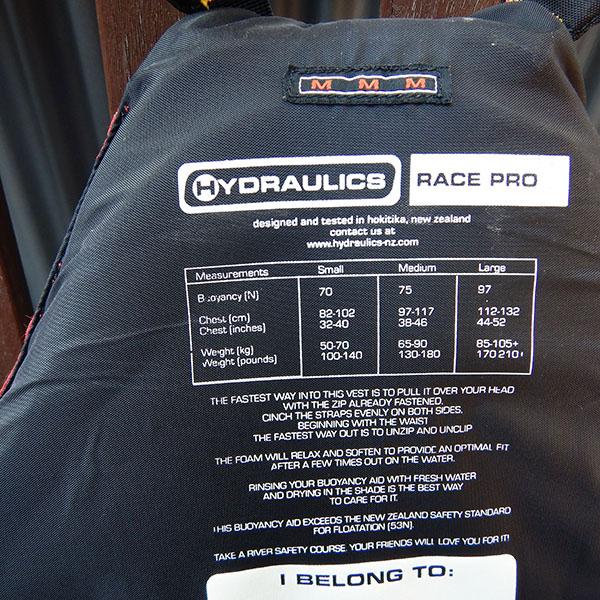 M M M
HYDRAULICS RACE PRO
designed and tested in hokitika, new zealand
contact us at
www.hydraulics-nz.com
Measurements Small Medium Large
Buoyancy (N) 70 75 97
Chest (cm) 82-102 97-117 112-132
Chest (inches) 32-40 38-46 44-52
Weight (kg) 50-70 65-90 85-105+
Weight (pounds) 100-140 130-180 170 210+
THE FASTEST WAY INTO THIS VEST IS TO PULL IT OVER YOUR HEAD
WITH THE ZIP ALREADY FASTENED.
CINCH THE STRAPS EVENLY ON BOTH SIDES,
BEGINNING WITH THE WAIST
THE FASTEST WAY OUT IS TO UNZIP AND UNCLIP
THE FOAM WILL RELAX AND SOFTEN TO PROVIDE AN OPTIMAL FIT
AFTER A FEW TIMES OUT ON THE WATER.
RINSING YOUR BUOYANCY AID WITH FRESH WATER
AND DRYING IN THE SHADE IS THE BEST WAY
TO CARE FOR IT.
THIS BUOYANCY AID EXCEEDS THE NEW ZEALAND SAFETY STANDARD
FOR FLOATATION (53N).
TAKE A RIVER SAFETY COURSE. YOUR FRIENDS WILL LOVE YOU FOR IT!
I BELONG TO: